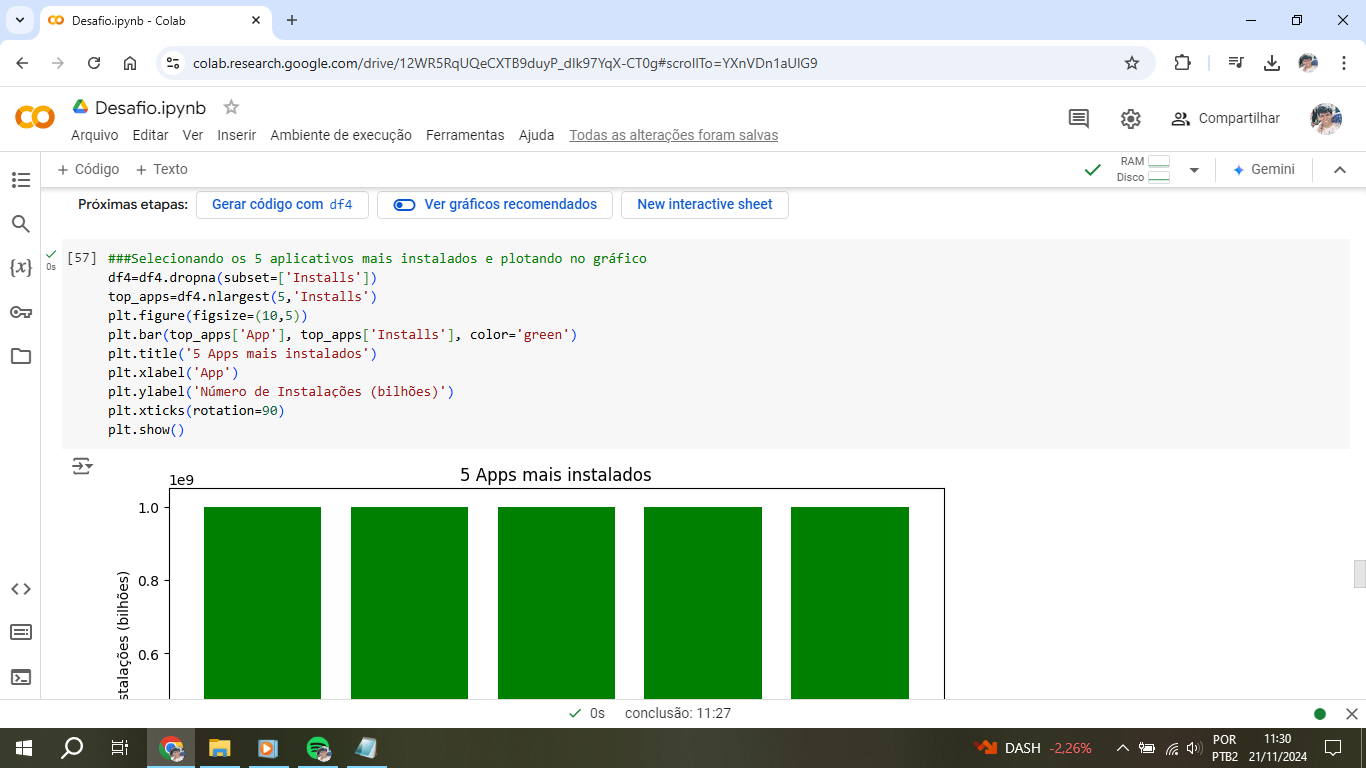 Desafio.ipynb - Colab
colab.research.google.com/drive/12WR5RqUQeCXTB9duyP_dIk97YqX-CT0g#scrollTo=YXnVDn1aUlG9
Desafio.ipynb
Arquivo Editar Ver Inserir Ambiente de execução Ferramentas Ajuda Todas as alterações foram salvas
Compartilhar
+ Código + Texto
RAM
Disco
Gemini
Próximas etapas: Gerar código com df4 Ver gráficos recomendados New interactive sheet
0s
[57] ###Selecionando os 5 aplicativos mais instalados e plotando no gráfico
df4=df4.dropna(subset=['Installs'])
top_apps=df4.nlargest(5,'Installs')
plt.figure(figsize=(10,5))
plt.bar(top_apps['App'], top_apps['Installs'], color='green')
plt.title('5 Apps mais instalados')
plt.xlabel('App')
plt.ylabel('Número de Instalações (bilhões)')
plt.xticks(rotation=90)
plt.show()
5 Apps mais instalados
1e9
1.0
0.8
0.6
stalações (bilhões)
0s conclusão: 11:27
DASH -2,26%
POR
PTB2
11:30
21/11/2024